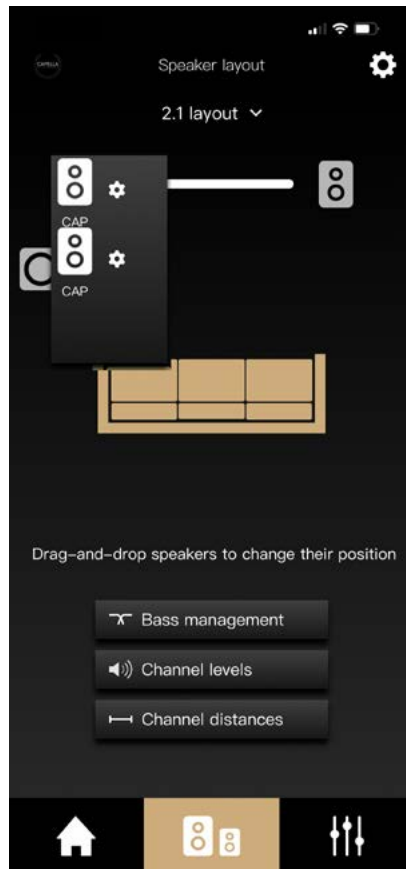 CAPELLA
Speaker layout
2.1 layout
CAP
CAP
Drag-and-drop speakers to change their position
Bass management
Channel levels
Channel distances